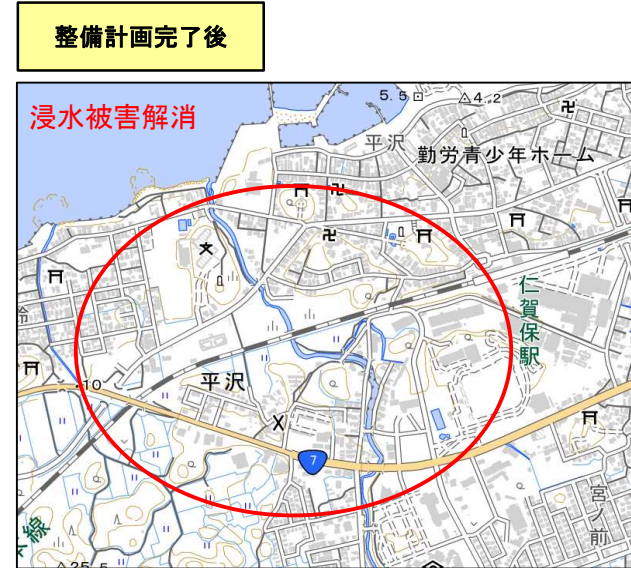 整備計画完了後
浸水被害解消
5.5
4.2
平沢
勤労青少年ホーム
仁賀保駅
鈴
・10
平沢
7
宮ノ前
本線
25.5